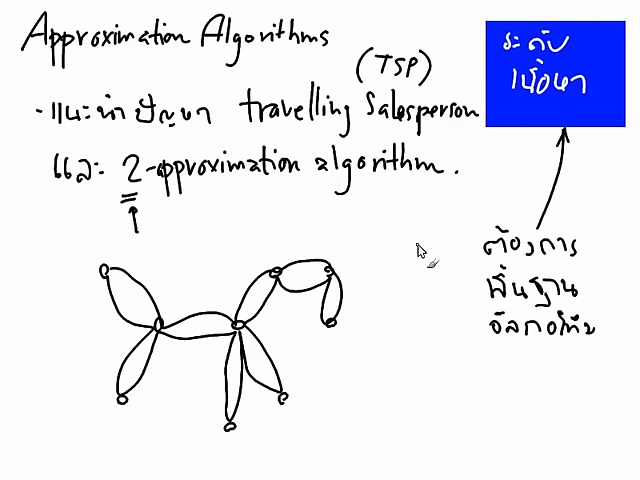 Approximation Algorithms
(TSP)
· แนะนำปัญหา travelling salesperson
และ 2-approximation algorithm.
ระดับ
เนื้อหา
ต้องการ
พื้นฐาน
อัลกอริทึม